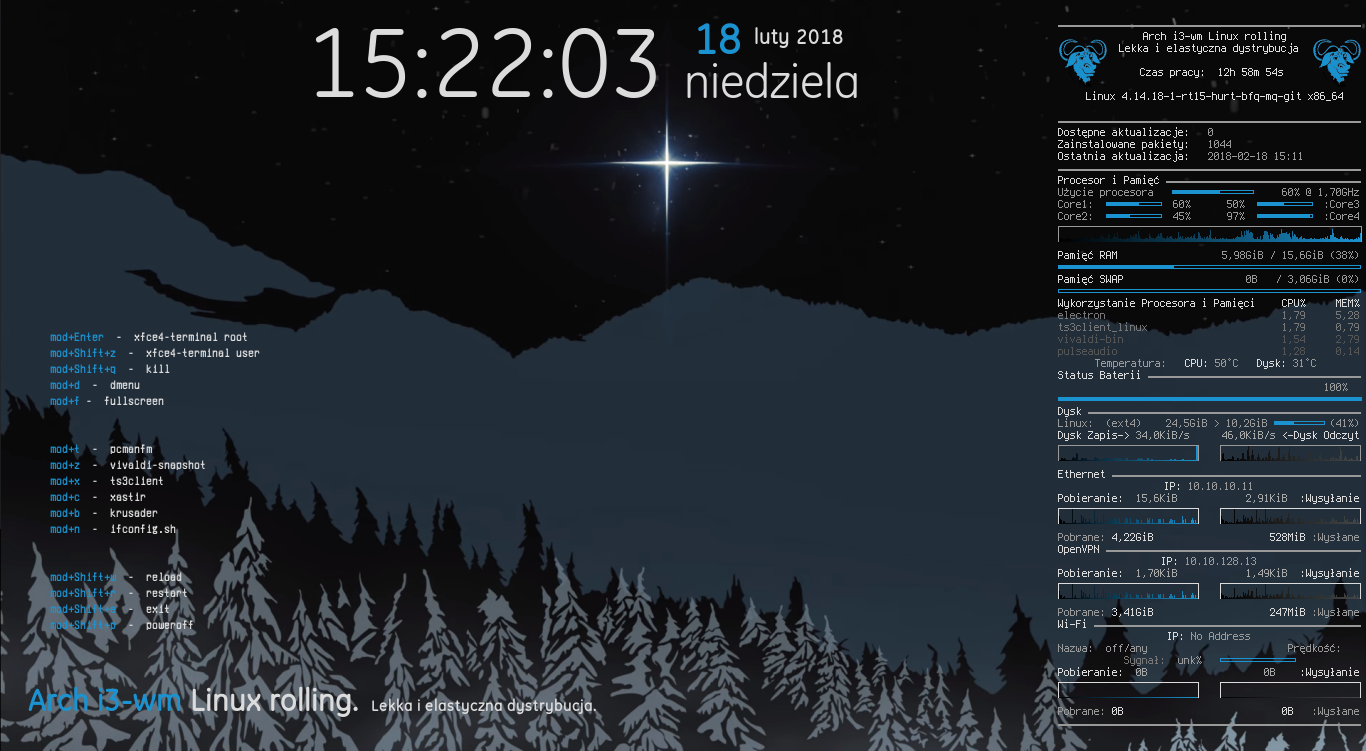 15:22:03
18 luty 2018
niedziela
mod+Enter - xfce4-terminal root
mod+Shift+z - xfce4-terminal user
mod+Shift+q - kill
mod+d - dmenu
mod+f - fullscreen
mod+t - pcmanfm
mod+z - vivaldi-snapshot
mod+x - ts3client
mod+c - xastir
mod+b - krusader
mod+n - ifconfig.sh
mod+Shift+ - reload
mod+Shift+ - restart
mod+Shift+ - exit
mod+Shift+p - poweroff
Arch i3-wm Linux rolling. Lekka i elastyczna dystrybucja.
Arch i3-wm Linux rolling
Lekka i elastyczna dystrybucja
Czas pracy: 12h 58m 54s
Linux 4.14.18-1-rt15-hurt-bfq-mq-git x86_64
Dostępne aktualizacje: 0
Zainstalowane pakiety: 1044
Ostatnia aktualizacja: 2018-02-18 15:11
Procesor i Pamięć
Użycie procesora 60% @ 1,70GHz
Core1: 60% 50% :Core3
Core2: 45% 97% :Core4
Pamięć RAM 5,98GiB / 15,6GiB (38%)
Pamięć SWAP 0B / 3,06GiB (0%)
Wykorzystanie Procesora i Pamięci CPU% MEM%
electron 1,79 5,28
ts3client_linux 1,79 0,79
vivaldi-bin 1,54 2,79
pulseaudio 1,28 0,14
Temperatura: CPU: 50°C Dysk: 31°C
Status Baterii
100%
Dysk
Linux: (ext4) 24,5GiB > 10,2GiB (41%)
Dysk Zapis-> 34,0KiB/s 46,0KiB/s <-Dysk Odczyt
Ethernet
IP: 10.10.10.11
Pobieranie: 15,6KiB 2,91KiB :Wysyłanie
Pobrane: 4,22GiB 528MiB :Wysłane
OpenVPN
IP: 10.10.128.13
Pobieranie: 1,70KiB 1,49KiB :Wysyłanie
Pobrane: 3,41GiB 247MiB :Wysłane
Wi-Fi
IP: No Address
Nazwa: off/any Prędkość:
Sygnał: unk%
Pobieranie: 0B 0B :Wysyłanie
Pobrane: 0B 0B :Wysłane